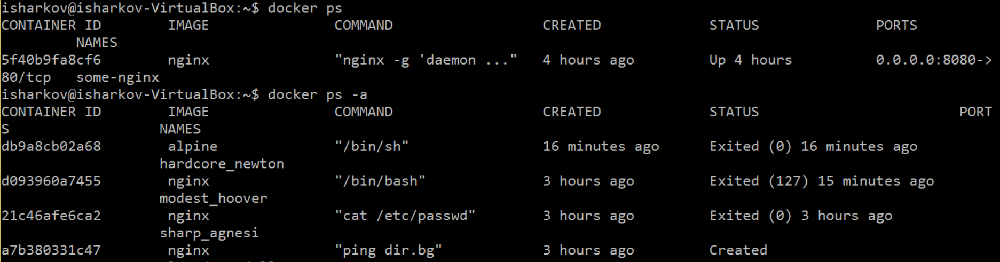 isharkov@isharkov-VirtualBox:~$ docker ps
CONTAINER ID        IMAGE               COMMAND                  CREATED             STATUS              PORTS
         NAMES
5f40b9fa8cf6        nginx               "nginx -g 'daemon ..."   4 hours ago         Up 4 hours          0.0.0.0:8080->
80/tcp   some-nginx
isharkov@isharkov-VirtualBox:~$ docker ps -a
CONTAINER ID        IMAGE               COMMAND                  CREATED             STATUS                        PORT
S                  NAMES
db9a8cb02a68        alpine              "/bin/sh"                16 minutes ago      Exited (0) 16 minutes ago
                   hardcore_newton
d093960a7455        nginx               "/bin/bash"              3 hours ago         Exited (127) 15 minutes ago
                   modest_hoover
21c46afe6ca2        nginx               "cat /etc/passwd"        3 hours ago         Exited (0) 3 hours ago
                   sharp_agnesi
a7b380331c47        nginx               "ping dir.bg"            3 hours ago         Created